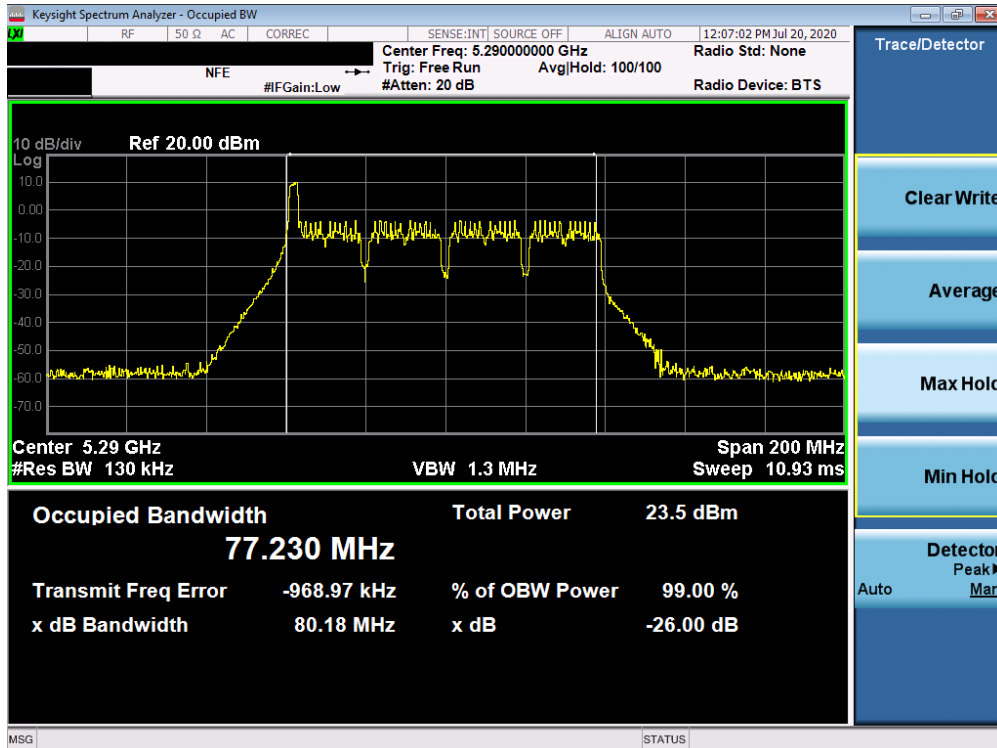 Keysight Spectrum Analyzer - Occupied BW
LXI RF 50 Ω AC CORREC SENSE:INT SOURCE OFF ALIGN AUTO 12:07:02 PM Jul 20, 2020
Center Freq: 5.290000000 GHz Radio Std: None
NFE Trig: Free Run Avg|Hold: 100/100
#IFGain:Low #Atten: 20 dB Radio Device: BTS
Trace/Detector
10 dB/div Ref 20.00 dBm
Log
10.0
0.00
-10.0
-20.0
-30.0
-40.0
-50.0
-60.0
-70.0
Center 5.29 GHz Span 200 MHz
#Res BW 130 kHz VBW 1.3 MHz Sweep 10.93 ms
Clear Write
Average
Max Hold
Min Hold
Detector
Peak
Auto Man
Occupied Bandwidth Total Power 23.5 dBm
77.230 MHz
Transmit Freq Error -968.97 kHz % of OBW Power 99.00 %
x dB Bandwidth 80.18 MHz x dB -26.00 dB
MSG STATUS